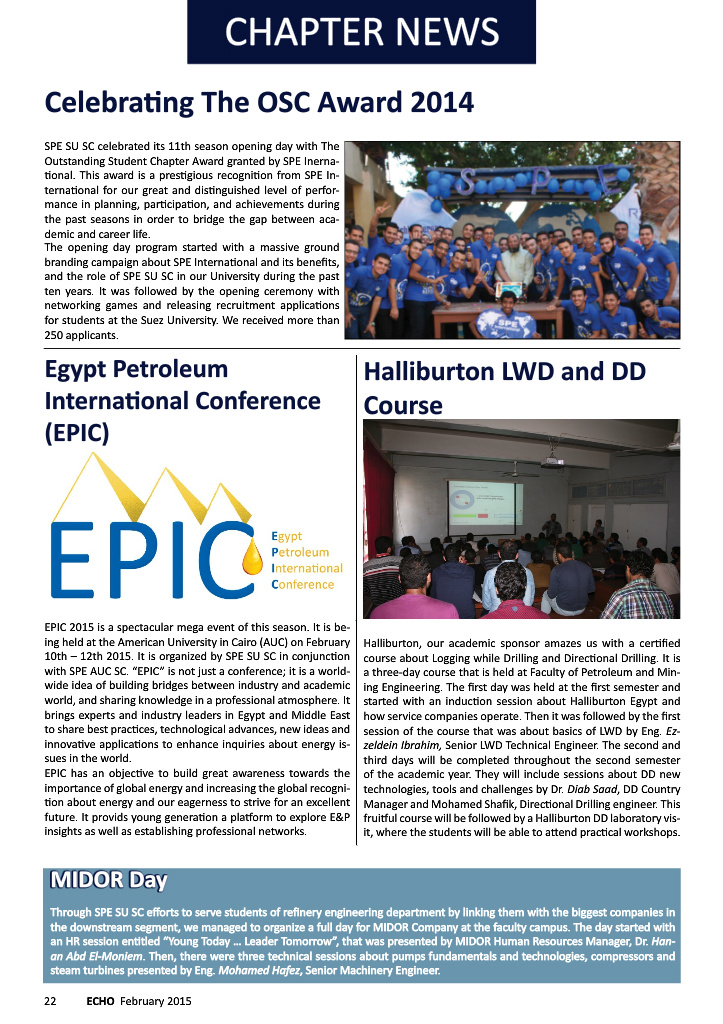 CHAPTER NEWS
Celebrating The OSC Award 2014
SPE SU SC celebrated its 11th season opening day with The
Outstanding Student Chapter Award granted by SPE Inerna-
tional. This award is a prestigious recognition from SPE In-
ternational for our great and distinguished level of perfor-
mance in planning, participation, and achievements during
the past seasons in order to bridge the gap between aca-
demic and career life.
The opening day program started with a massive ground
branding campaign about SPE International and its benefits,
and the role of SPE SU SC in our University during the past
ten years. It was followed by the opening ceremony with
networking games and releasing recruitment applications
for students at the Suez University. We received more than
250 applicants.
S P E
SPE
Egypt Petroleum
International Conference
(EPIC)
EPIC
Egypt
Petroleum
International
Conference
EPIC 2015 is a spectacular mega event of this season. It is be-
ing held at the American University in Cairo (AUC) on February
10th – 12th 2015. It is organized by SPE SU SC in conjunction
with SPE AUC SC. “EPIC” is not just a conference; it is a world-
wide idea of building bridges between industry and academic
world, and sharing knowledge in a professional atmosphere. It
brings experts and industry leaders in Egypt and Middle East
to share best practices, technological advances, new ideas and
innovative applications to enhance inquiries about energy is-
sues in the world.
EPIC has an objective to build great awareness towards the
importance of global energy and increasing the global recogni-
tion about energy and our eagerness to strive for an excellent
future. It provids young generation a platform to explore E&P
insights as well as establishing professional networks.
Halliburton LWD and DD
Course
Halliburton, our academic sponsor amazes us with a certified
course about Logging while Drilling and Directional Drilling. It is
a three-day course that is held at Faculty of Petroleum and Min-
ing Engineering. The first day was held at the first semester and
started with an induction session about Halliburton Egypt and
how service companies operate. Then it was followed by the first
session of the course that was about basics of LWD by Eng. Ez-
zeldein Ibrahim, Senior LWD Technical Engineer. The second and
third days will be completed throughout the second semester
of the academic year. They will include sessions about DD new
technologies, tools and challenges by Dr. Diab Saad, DD Country
Manager and Mohamed Shafik, Directional Drilling engineer. This
fruitful course will be followed by a Halliburton DD laboratory vis-
it, where the students will be able to attend practical workshops.
MIDOR Day
Through SPE SU SC efforts to serve students of refinery engineering department by linking them with the biggest companies in
the downstream segment, we managed to organize a full day for MIDOR Company at the faculty campus. The day started with
an HR session entitled “Young Today ... Leader Tomorrow”, that was presented by MIDOR Human Resources Manager, Dr. Han-
an Abd El-Moniem. Then, there were three technical sessions about pumps fundamentals and technologies, compressors and
steam turbines presented by Eng. Mohamed Hafez, Senior Machinery Engineer.
22 ECHO February 2015